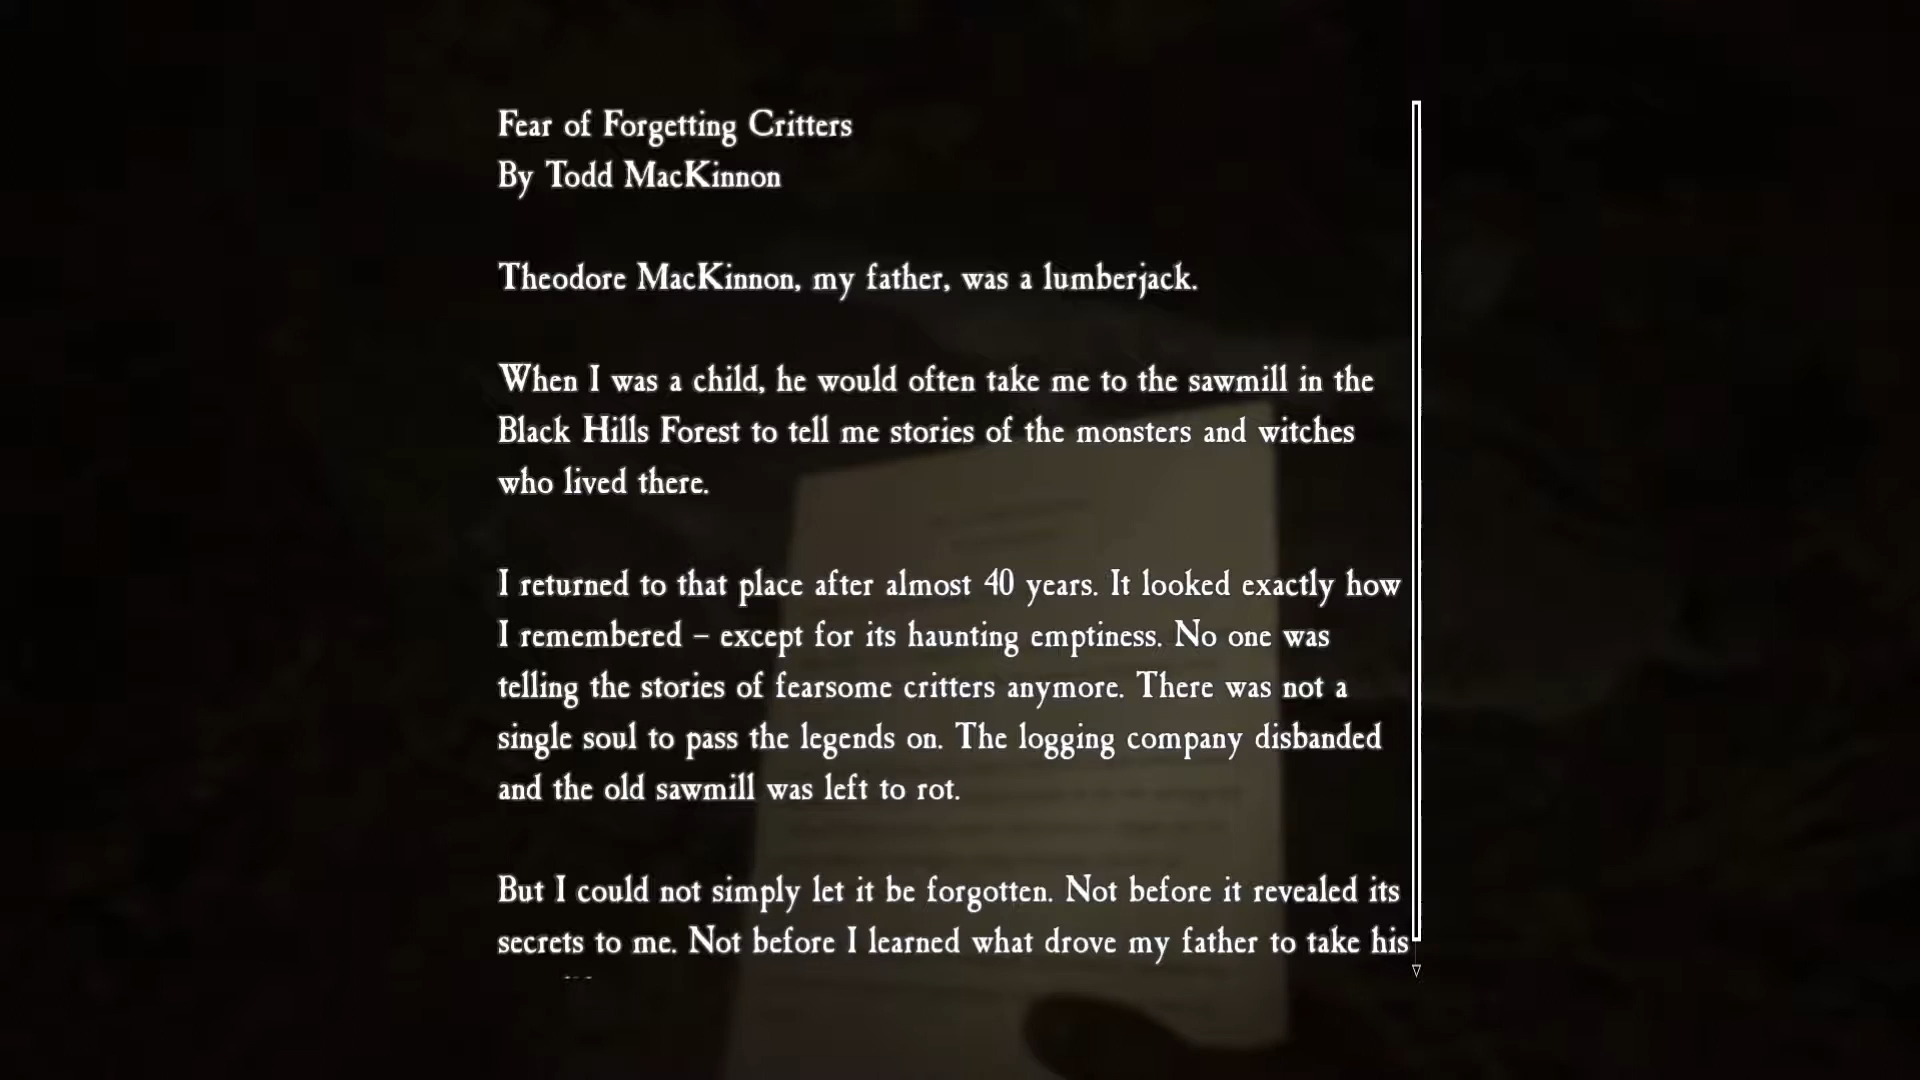 Fear of Forgetting Critters
By Todd MacKinnon
Theodore MacKinnon, my father, was a lumberjack.
When I was a child, he would often take me to the sawmill in the
Black Hills Forest to tell me stories of the monsters and witches
who lived there.
I returned to that place after almost 40 years. It looked exactly how
I remembered – except for its haunting emptiness. No one was
telling the stories of fearsome critters anymore. There was not a
single soul to pass the legends on. The logging company disbanded
and the old sawmill was left to rot.
But I could not simply let it be forgotten. Not before it revealed its
secrets to me. Not before I learned what drove my father to take his